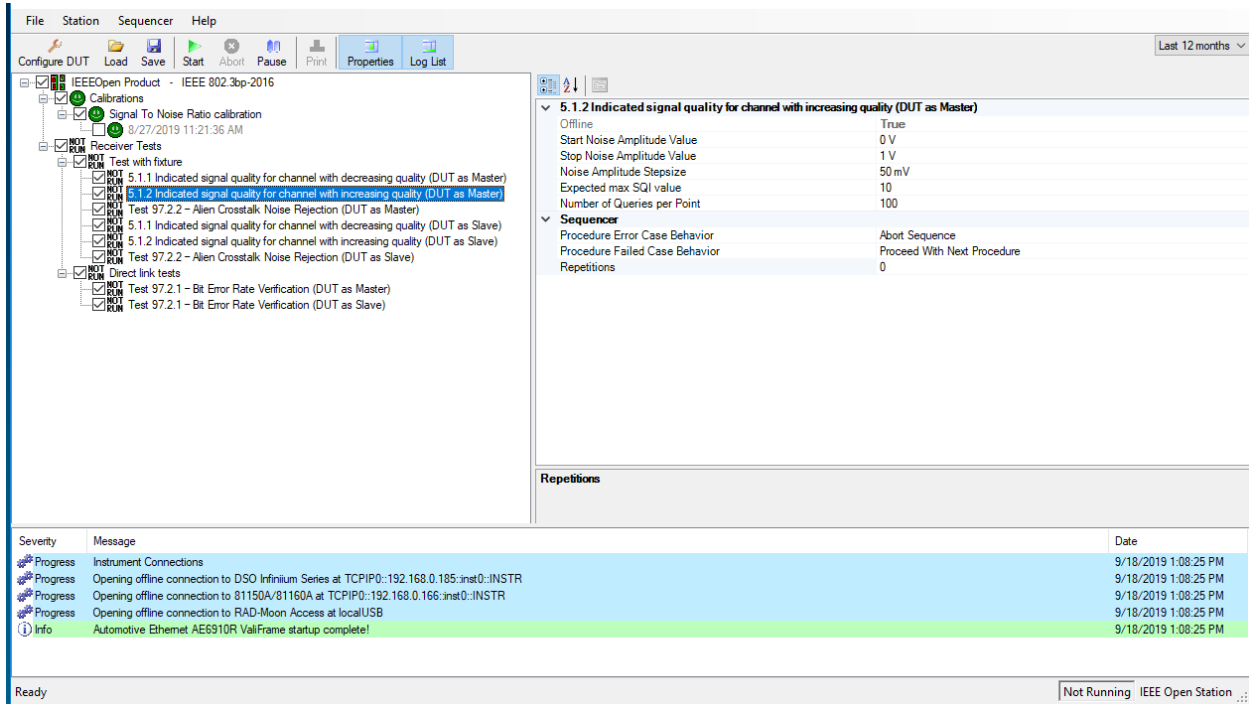 File Station Sequencer Help
Configure DUT Load Save Start Abort Pause Print Properties Log List Last 12 months
IEEEOpen Product - IEEE 802.3bp-2016
Calibrations
Signal To Noise Ratio calibration
8/27/2019 11:21:36 AM
NOT RUN Receiver Tests
NOT RUN Test with fixture
NOT RUN 5.1.1 Indicated signal quality for channel with decreasing quality (DUT as Master)
NOT RUN 5.1.2 Indicated signal quality for channel with increasing quality (DUT as Master)
NOT RUN Test 97.2.2 – Alien Crosstalk Noise Rejection (DUT as Master)
NOT RUN 5.1.1 Indicated signal quality for channel with decreasing quality (DUT as Slave)
NOT RUN 5.1.2 Indicated signal quality for channel with increasing quality (DUT as Slave)
NOT RUN Test 97.2.2 – Alien Crosstalk Noise Rejection (DUT as Slave)
NOT RUN Direct link tests
NOT RUN Test 97.2.1 – Bit Error Rate Verification (DUT as Master)
NOT RUN Test 97.2.1 – Bit Error Rate Verification (DUT as Slave)
5.1.2 Indicated signal quality for channel with increasing quality (DUT as Master)
Offline True
Start Noise Amplitude Value 0 V
Stop Noise Amplitude Value 1 V
Noise Amplitude Stepsize 50 mV
Expected max SQI value 10
Number of Queries per Point 100
Sequencer
Procedure Error Case Behavior Abort Sequence
Procedure Failed Case Behavior Proceed With Next Procedure
Repetitions 0
Repetitions
Severity Message Date
Progress Instrument Connections 9/18/2019 1:08:25 PM
Progress Opening offline connection to DSO Infiniium Series at TCPIP0::192.168.0.185::inst0::INSTR 9/18/2019 1:08:25 PM
Progress Opening offline connection to 81150A/81160A at TCPIP0::192.168.0.166::inst0::INSTR 9/18/2019 1:08:25 PM
Progress Opening offline connection to RAD-Moon Access at localUSB 9/18/2019 1:08:25 PM
Info Automotive Ethernet AE6910R ValiFrame startup complete! 9/18/2019 1:08:25 PM
Ready Not Running IEEE Open Station